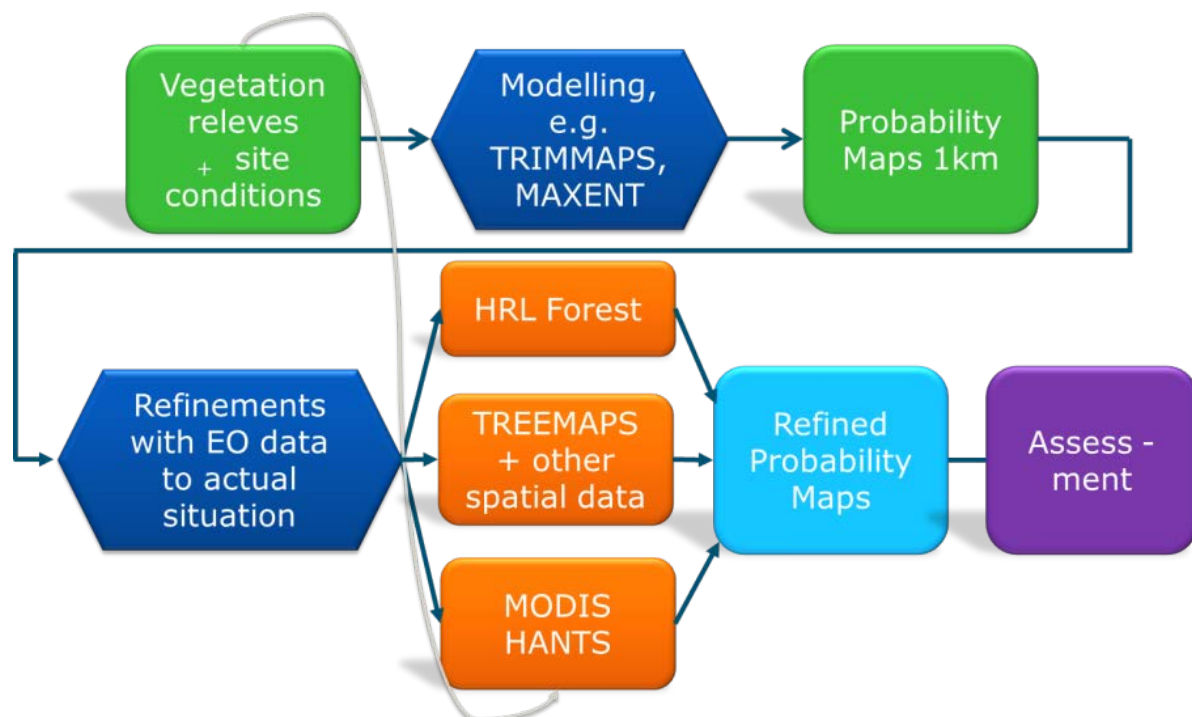 Vegetation
releves
+ site
conditions
Modelling,
e.g.
TRIMMAPS,
MAXENT
Probability
Maps 1km
HRL Forest
Refinements
with EO data
to actual
situation
TREEMAPS
+ other
spatial data
MODIS
HANTS
Refined
Probability
Maps
Assess -
ment